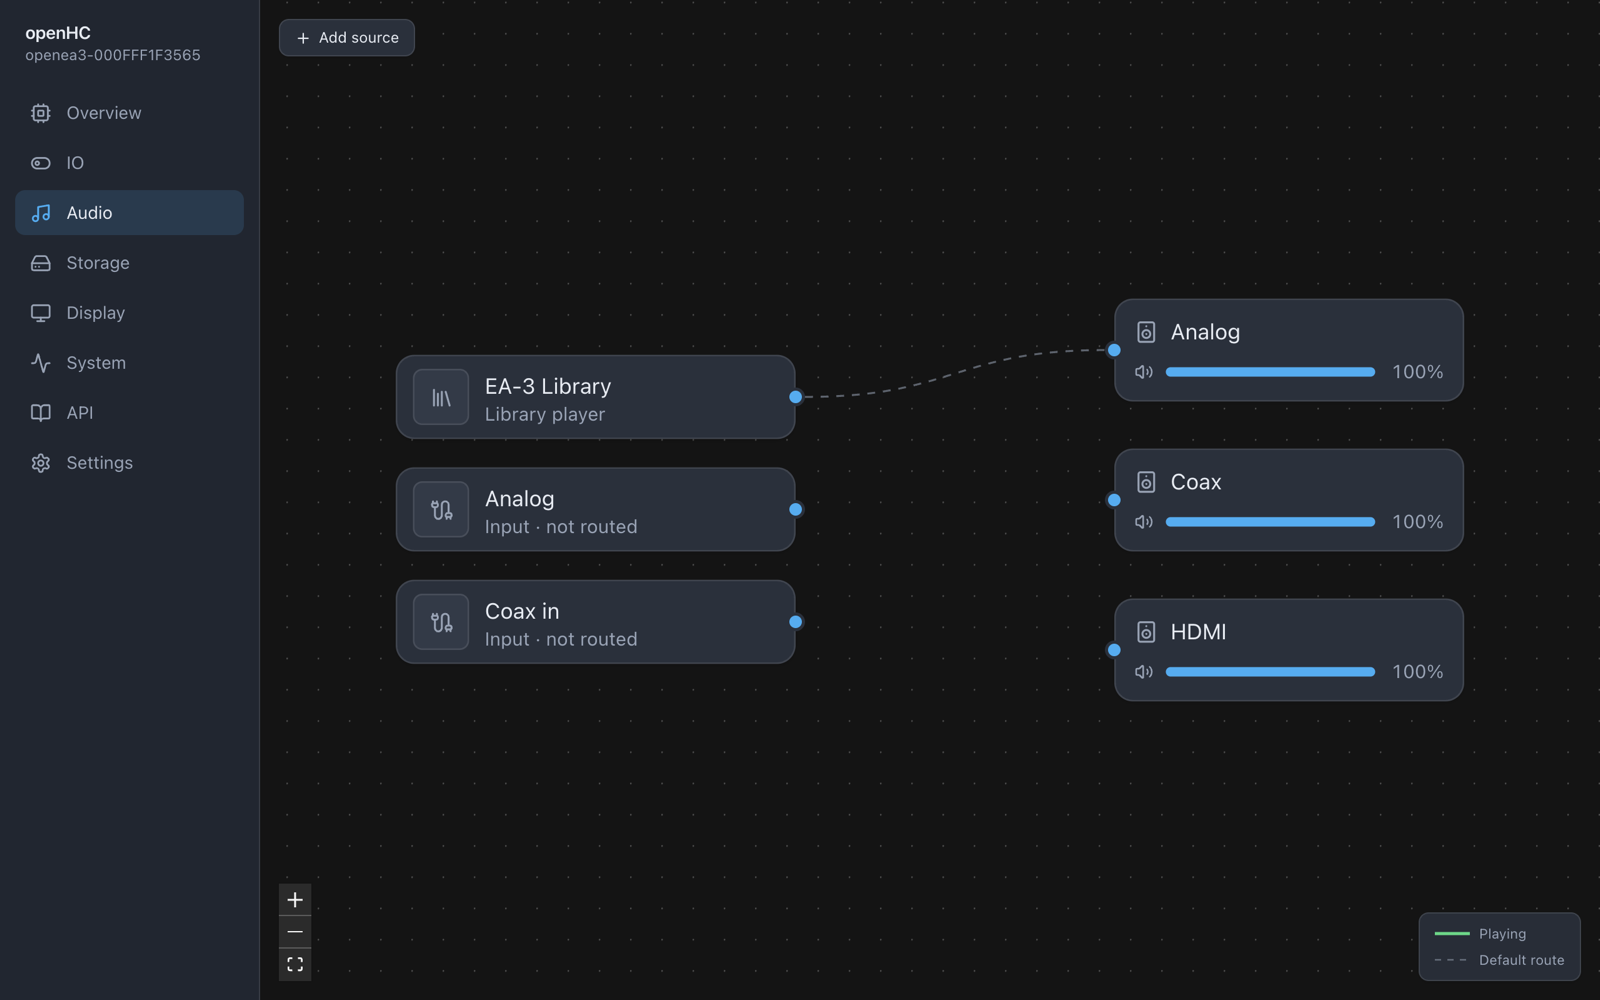 openHC
openea3-000FFF1F3565
Overview
IO
Audio
Storage
Display
System
API
Settings
Add source
EA-3 Library
Library player
Analog
Input · not routed
Coax in
Input · not routed
Analog
100%
Coax
100%
HDMI
100%
Playing
Default route